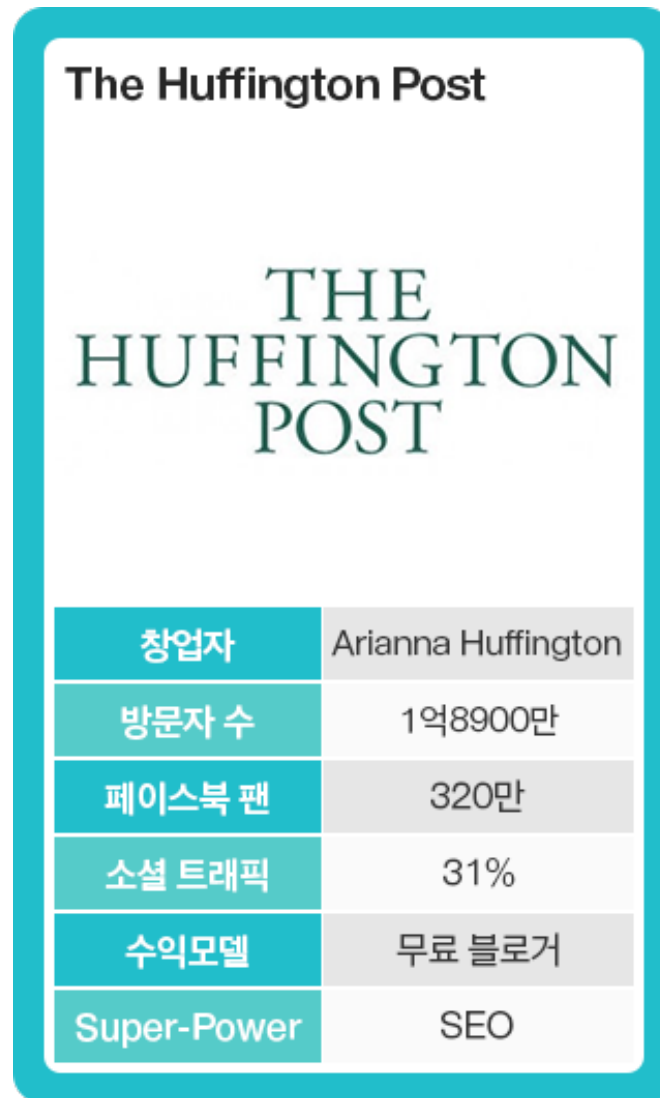 The Huffington Post
THE
HUFFINGTON
POST
창업자 Arianna Huffington
방문자 수 1억8900만
페이스북 팬 320만
소셜 트래픽 31%
수익모델 무료 블로거
Super-Power SEO